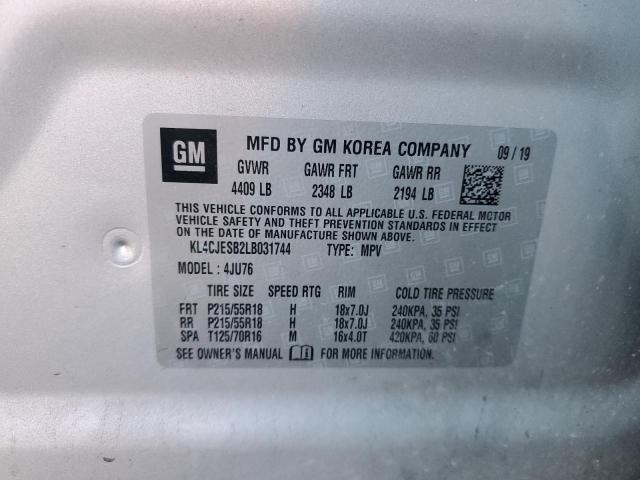 GM MFD BY GM KOREA COMPANY 09 / 19
GVWR GAWR FRT GAWR RR
4409 LB 2348 LB 2194 LB
THIS VEHICLE CONFORMS TO ALL APPLICABLE U.S. FEDERAL MOTOR
VEHICLE SAFETY AND THEFT PREVENTION STANDARDS IN EFFECT
ON THE DATE OF MANUFACTURE SHOWN ABOVE.
KL4CJESB2LB031744 TYPE: MPV
MODEL : 4JU76
TIRE SIZE SPEED RTG RIM COLD TIRE PRESSURE
FRT P215/55R18 H 18x7.0J 240KPA, 35 PSI
RR P215/55R18 H 18x7.0J 240KPA, 35 PSI
SPA T125/70R16 M 16x4.0T 420KPA, 60 PSI
SEE OWNER'S MANUAL FOR MORE INFORMATION.